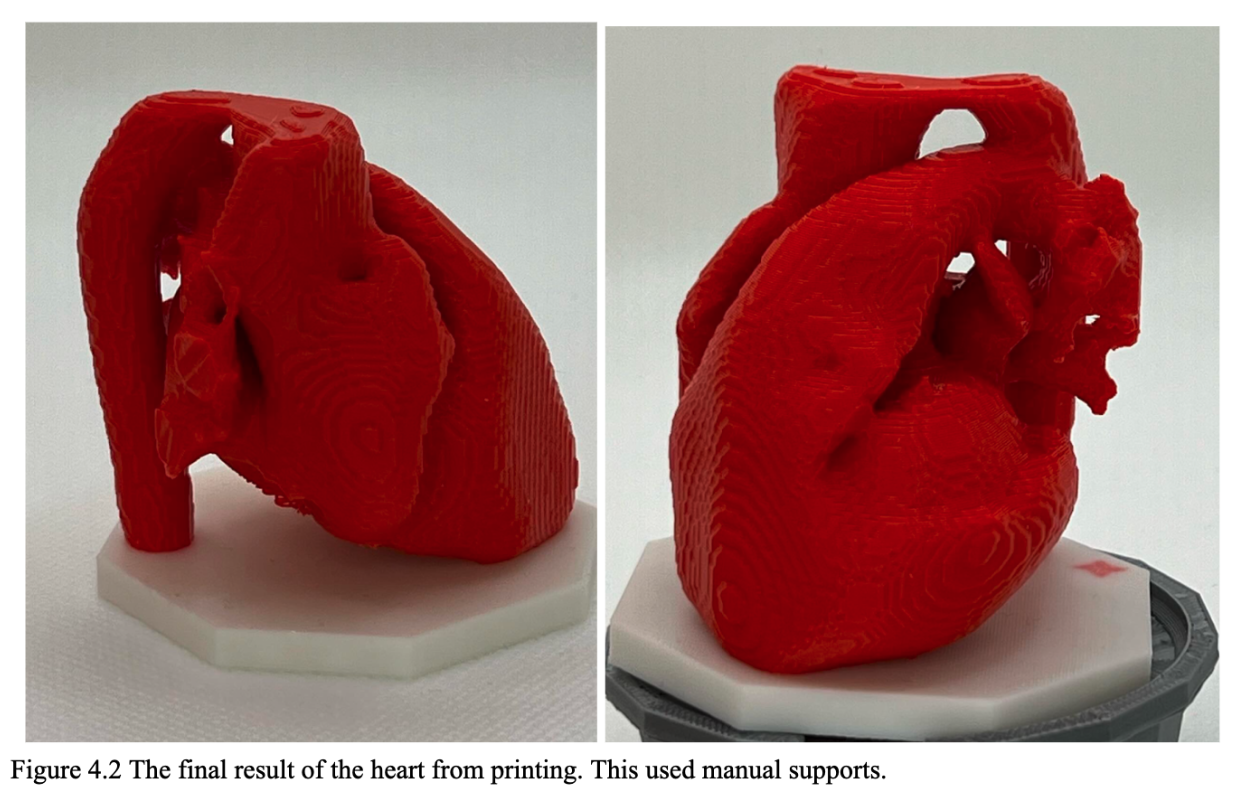 Figure 4.2 The final result of the heart from printing. This used manual supports.